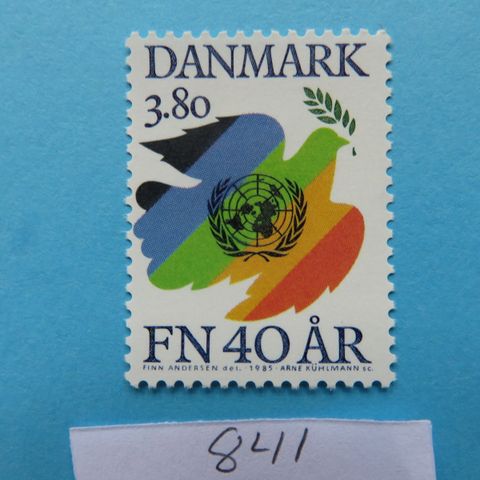 DANMARK
3.80
FN 40 ÅR
FINN ANDERSEN del. · 1985 · ARNE KÜHLMANN sc.
841